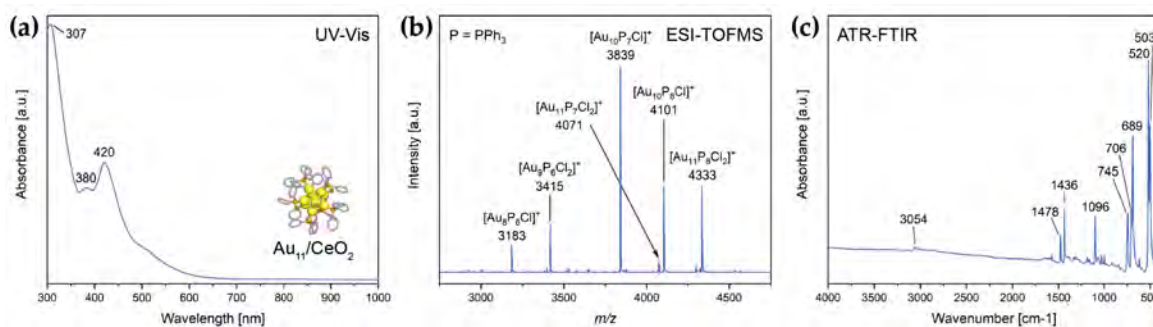 (a)
UV-Vis
307
380
420
Au₁₁/CeO₂
Absorbance [a.u.]
300 400 500 600 700 800 900 1000
Wavelength [nm]
(b)
P = PPh₃
ESI-TOFMS
[Au₁₀P₇Cl]⁺
3839
[Au₁₁P₇Cl₂]⁺
4071
[Au₁₀P₈Cl]⁺
4101
[Au₉P₆Cl₂]⁺
3415
[Au₁₁P₈Cl₂]⁺
4333
[Au₈P₆Cl]⁺
3183
Intensity [a.u.]
3000 3500 4000 4500
m/z
(c)
ATR-FTIR
503
520
689
706
745
1436
1478
1096
3054
Absorbance [a.u.]
4000 3500 3000 2500 2000 1500 1000 500
Wavenumber [cm-1]